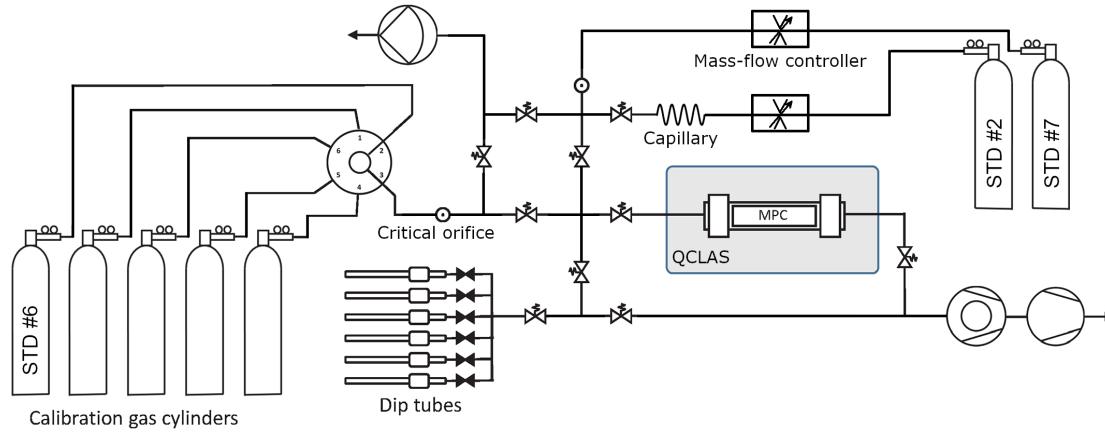 Mass-flow controller
Capillary
STD #2
STD #7
1
2
3
4
5
6
Critical orifice
MPC
QCLAS
STD #6
Dip tubes
Calibration gas cylinders